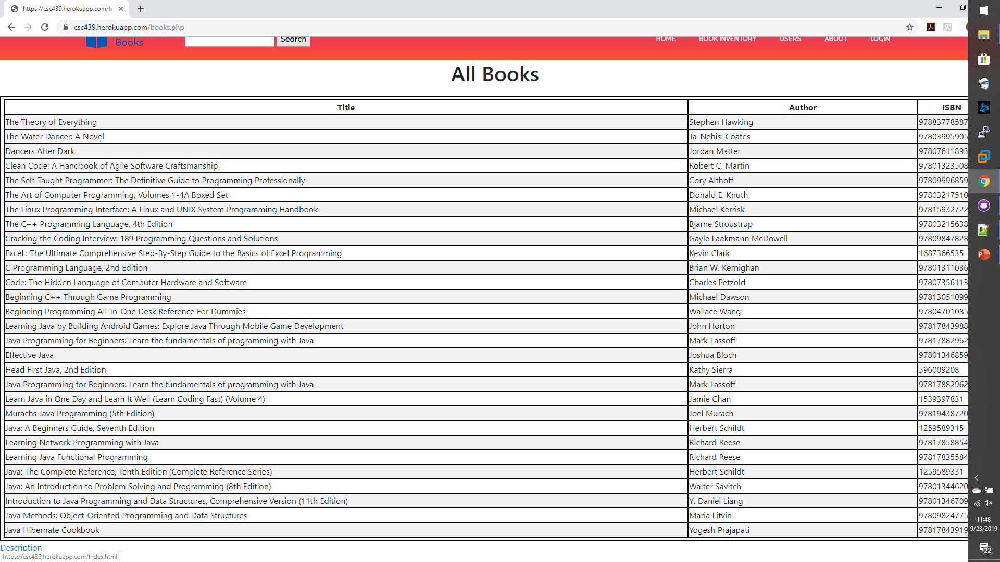 https://csc439.herokuapp.com/b
csc439.herokuapp.com/books.php
Books
Search
HOME BOOK INVENTORY USERS ABOUT LOGIN
All Books
Title Author ISBN
The Theory of Everything Stephen Hawking 97883778587
The Water Dancer: A Novel Ta-Nehisi Coates 97803995905
Dancers After Dark Jordan Matter 97807611893
Clean Code: A Handbook of Agile Software Craftsmanship Robert C. Martin 97801323508
The Self-Taught Programmer: The Definitive Guide to Programming Professionally Cory Althoff 97809996859
The Art of Computer Programming, Volumes 1-4A Boxed Set Donald E. Knuth 97803217510
The Linux Programming Interface: A Linux and UNIX System Programming Handbook Michael Kerrisk 97815932722
The C++ Programming Language, 4th Edition Bjarne Stroustrup 97803215638
Cracking the Coding Interview: 189 Programming Questions and Solutions Gayle Laakmann McDowell 97809847828
Excel : The Ultimate Comprehensive Step-By-Step Guide to the Basics of Excel Programming Kevin Clark 1687366535
C Programming Language, 2nd Edition Brian W. Kernighan 97801311036
Code: The Hidden Language of Computer Hardware and Software Charles Petzold 97807356113
Beginning C++ Through Game Programming Michael Dawson 97813051099
Beginning Programming All-In-One Desk Reference For Dummies Wallace Wang 97804701085
Learning Java by Building Android Games: Explore Java Through Mobile Game Development John Horton 97817843988
Java Programming for Beginners: Learn the fundamentals of programming with Java Mark Lassoff 97817882962
Effective Java Joshua Bloch 97801346859
Head First Java, 2nd Edition Kathy Sierra 596009208
Java Programming for Beginners: Learn the fundamentals of programming with Java Mark Lassoff 97817882962
Learn Java in One Day and Learn It Well (Learn Coding Fast) (Volume 4) Jamie Chan 1539397831
Murachs Java Programming (5th Edition) Joel Murach 97819438720
Java: A Beginners Guide, Seventh Edition Herbert Schildt 1259589315
Learning Network Programming with Java Richard Reese 97817858854
Learning Java Functional Programming Richard Reese 97817835584
Java: The Complete Reference, Tenth Edition (Complete Reference Series) Herbert Schildt 1259589331
Java: An Introduction to Problem Solving and Programming (8th Edition) Walter Savitch 97801344620
Introduction to Java Programming and Data Structures, Comprehensive Version (11th Edition) Y. Daniel Liang 97801346709
Java Methods: Object-Oriented Programming and Data Structures Maria Litvin 97809824775
Java Hibernate Cookbook Yogesh Prajapati 97817843919
Description
https://csc439.herokuapp.com/Index.html
11:48
9/23/2019
22